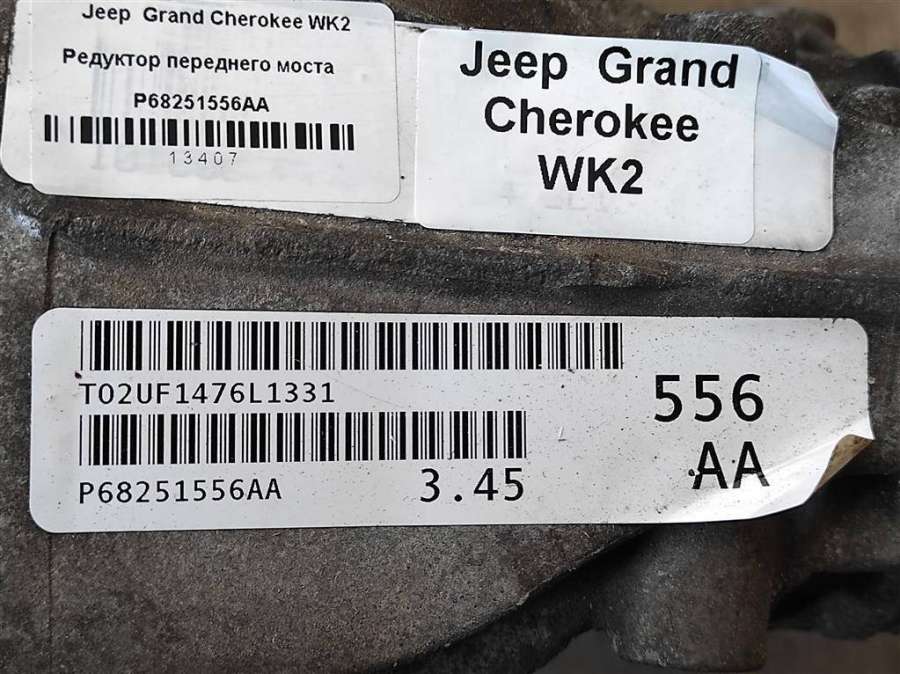 Jeep Grand Cherokee WK2
Редуктор переднего моста
P68251556AA
13407
Jeep Grand
Cherokee
WK2
T02UF1476L1331
P68251556AA
3.45
556
AA